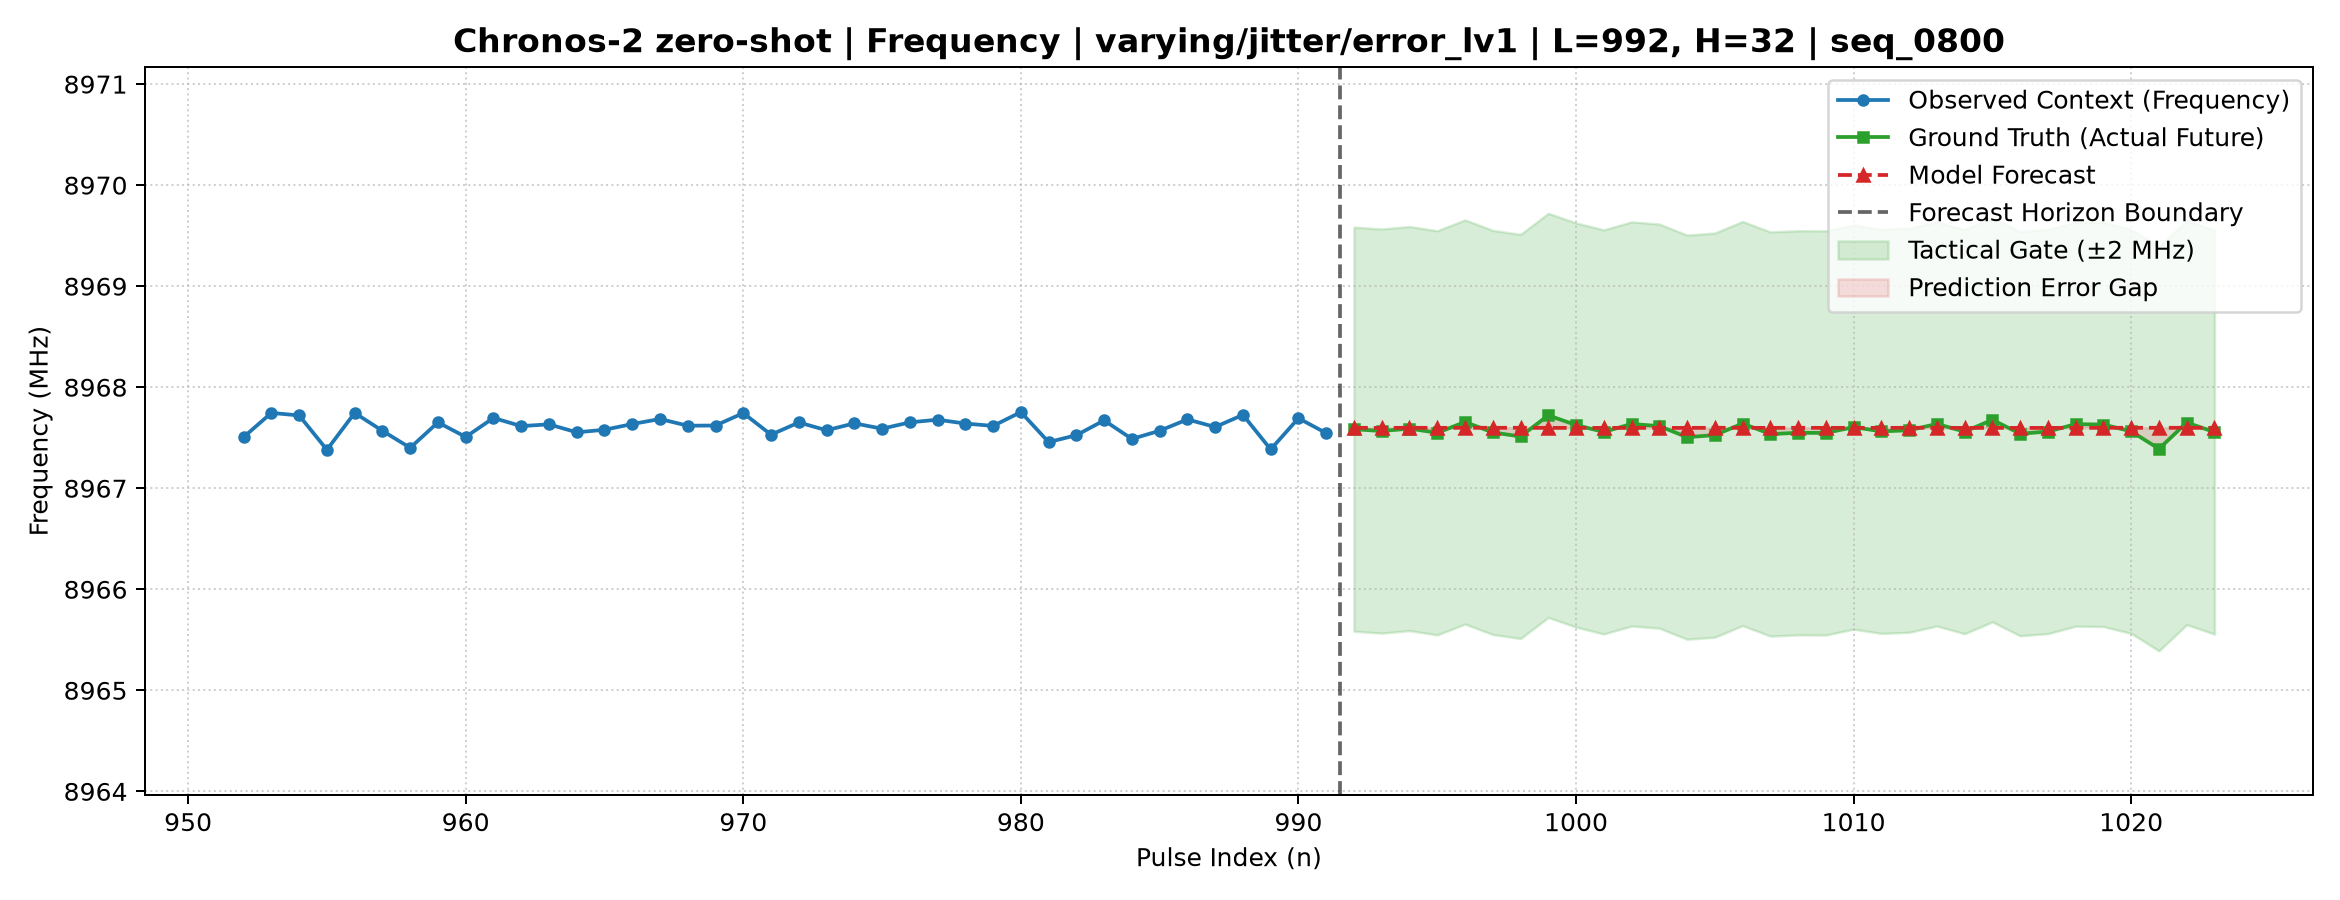 Chronos-2 zero-shot | Frequency | varying/jitter/error_lv1 | L=992, H=32 | seq_0800
Frequency (MHz)
8971
8970
8969
8968
8967
8966
8965
8964
Observed Context (Frequency)
Ground Truth (Actual Future)
Model Forecast
Forecast Horizon Boundary
Tactical Gate (±2 MHz)
Prediction Error Gap
950 960 970 980 990 1000 1010 1020
Pulse Index (n)